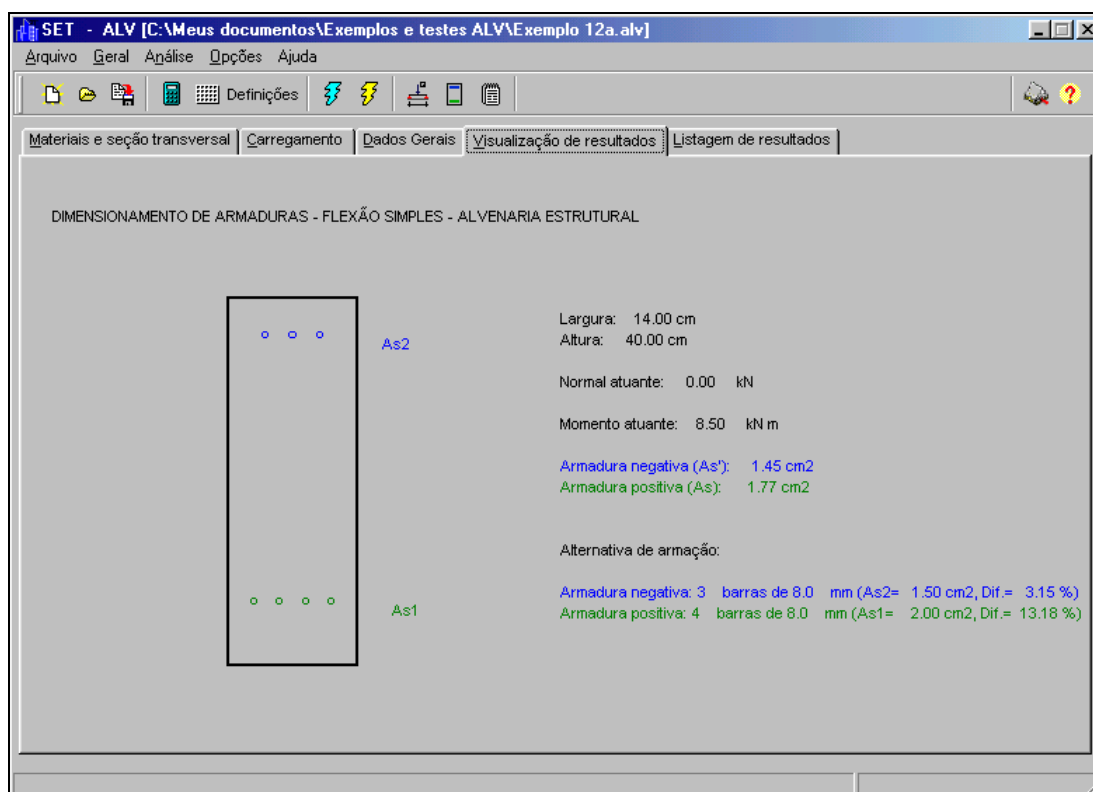 SET - ALV [C:\Meus documentos\Exemplos e testes ALV\Exemplo 12a.alv]
Arquivo Geral Análise Opções Ajuda
Definições
Materiais e seção transversal Carregamento Dados Gerais Visualização de resultados Listagem de resultados
DIMENSIONAMENTO DE ARMADURAS - FLEXÃO SIMPLES - ALVENARIA ESTRUTURAL
As2
As1
Largura: 14.00 cm
Altura: 40.00 cm
Normal atuante: 0.00 kN
Momento atuante: 8.50 kN m
Armadura negativa (As'): 1.45 cm2
Armadura positiva (As): 1.77 cm2
Alternativa de armação:
Armadura negativa: 3 barras de 8.0 mm (As2= 1.50 cm2, Dif.= 3.15 %)
Armadura positiva: 4 barras de 8.0 mm (As1= 2.00 cm2, Dif.= 13.18 %)